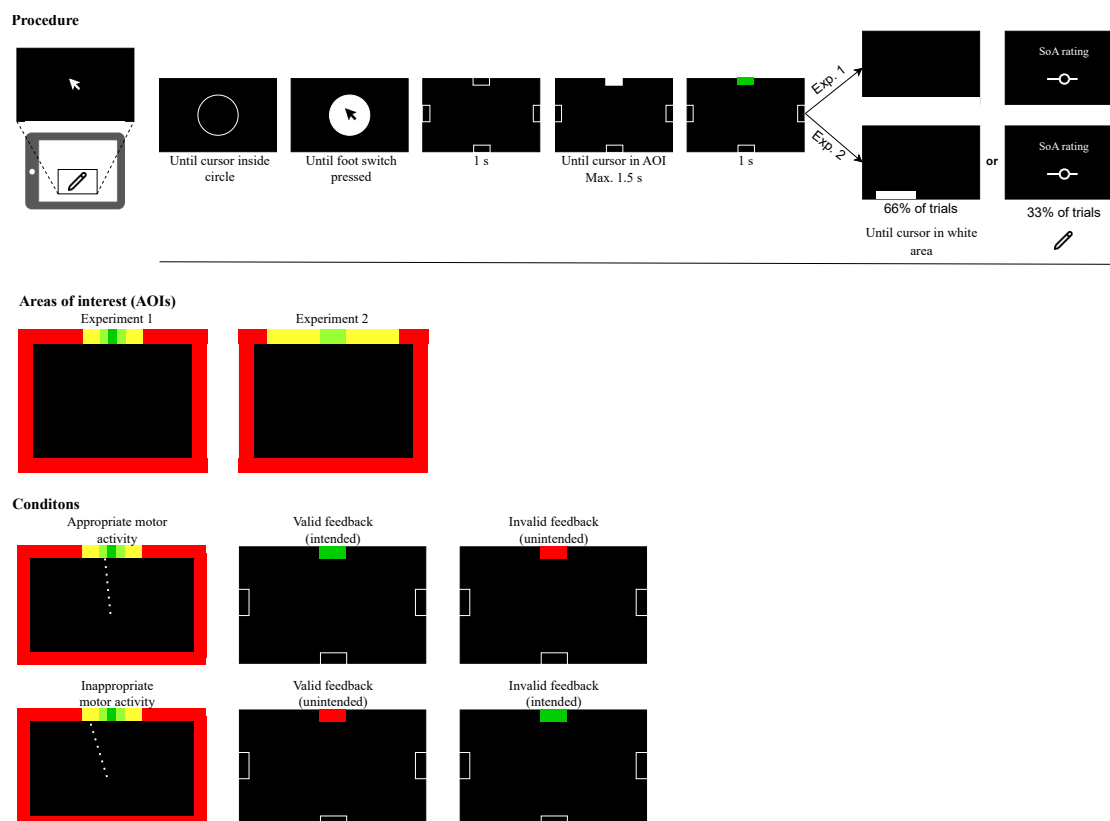 Procedure
SoA rating
Exp. 1
Exp. 2
Until cursor inside
circle
Until foot switch
pressed
1 s
Until cursor in AOI
Max. 1.5 s
1 s
or
SoA rating
66% of trials
33% of trials
Until cursor in white
area
Areas of interest (AOIs)
Experiment 1
Experiment 2
Conditons
Appropriate motor
activity
Valid feedback
(intended)
Invalid feedback
(unintended)
Inappropriate
motor activity
Valid feedback
(unintended)
Invalid feedback
(intended)